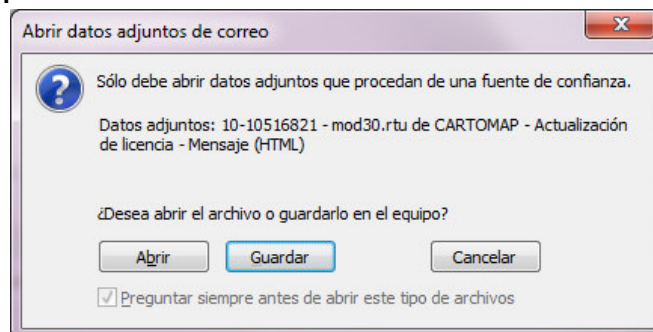 Abrir datos adjuntos de correo
Sólo debe abrir datos adjuntos que procedan de una fuente de confianza.
Datos adjuntos: 10-10516821 - mod30.rtu de CARTOMAP - Actualización
de licencia - Mensaje (HTML)
¿Desea abrir el archivo o guardarlo en el equipo?
Abrir Guardar Cancelar
Preguntar siempre antes de abrir este tipo de archivos